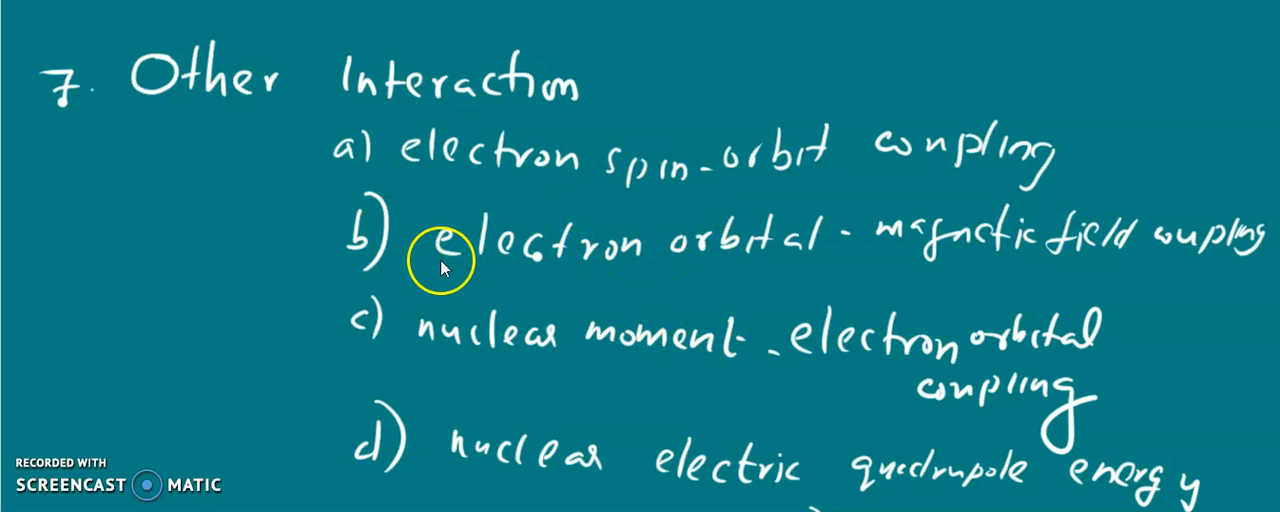 7. Other Interaction
a) electron spin-orbit coupling
b) electron orbital - magnetic field coupling
c) nuclear moment - electron orbital
coupling
d) nuclear electric quadrupole energy
RECORDED WITH
SCREENCAST MATIC